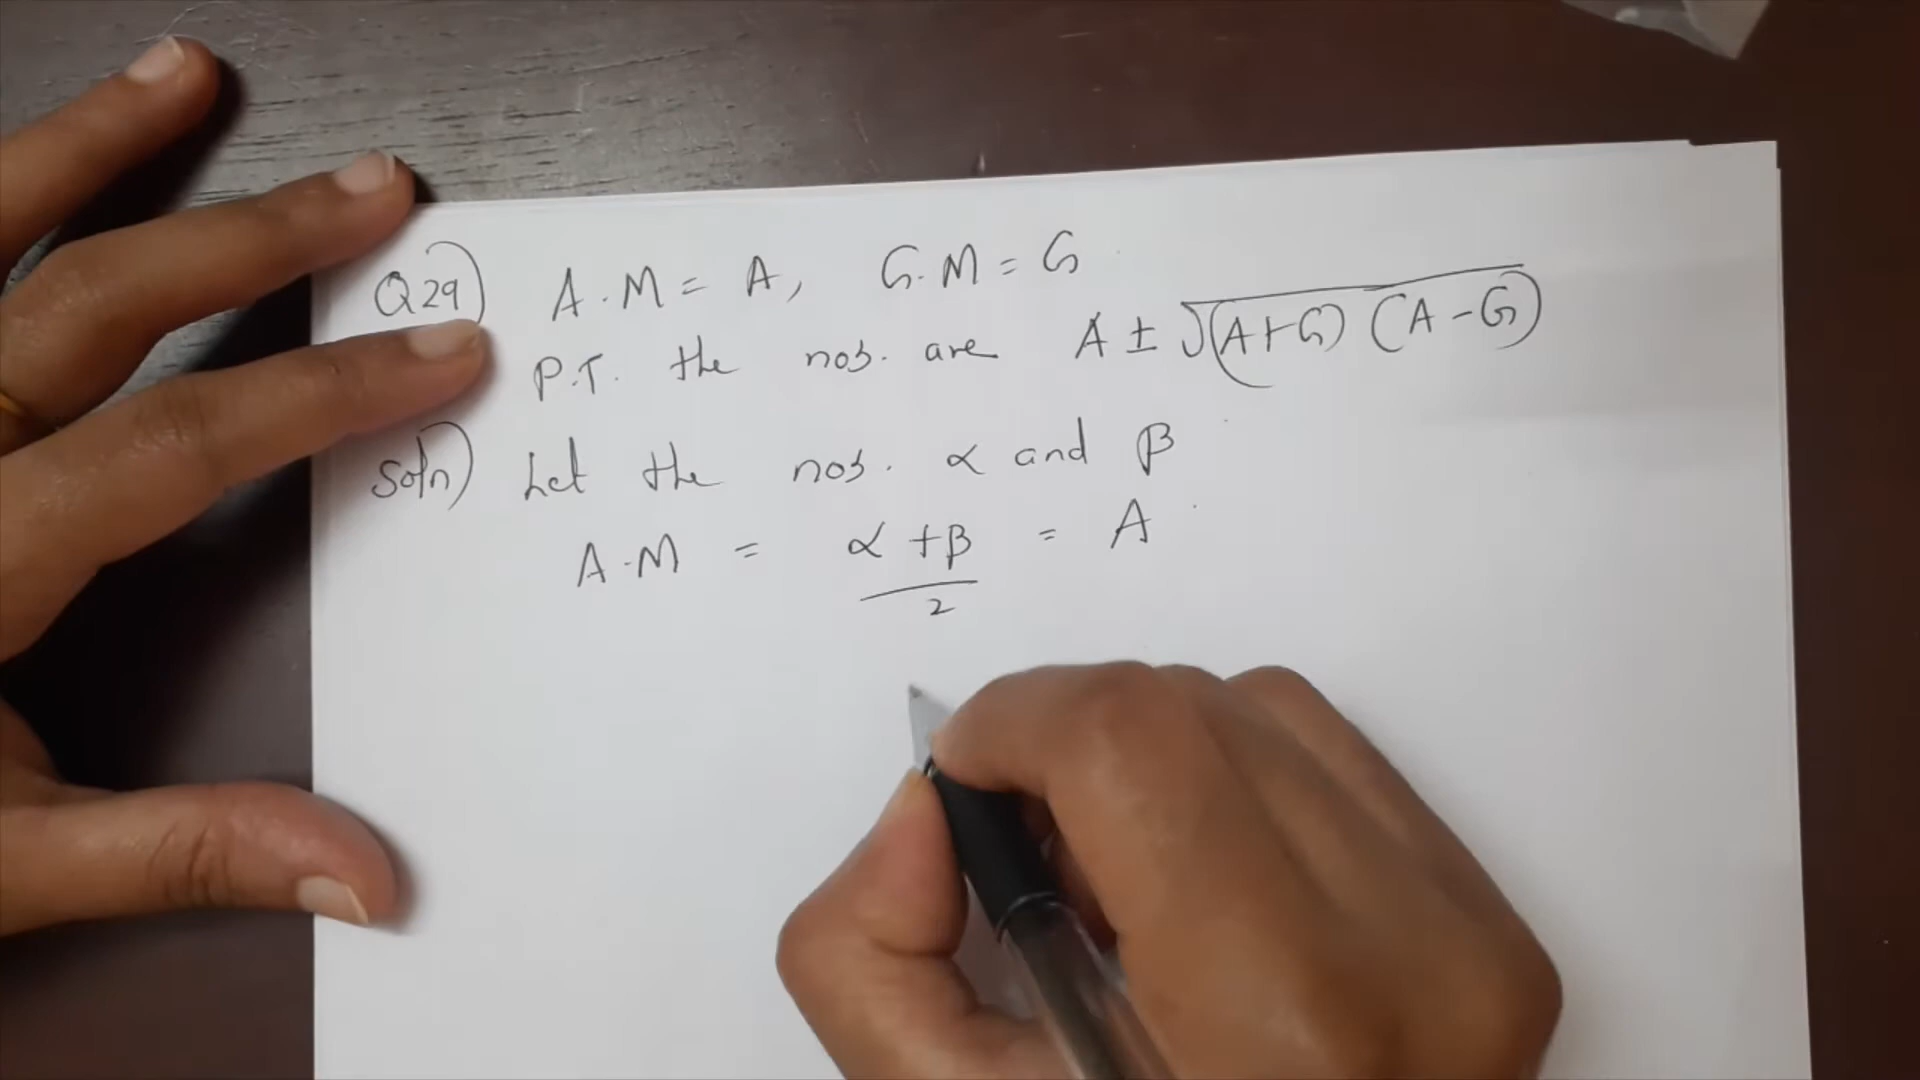 Q29) A.M = A, G.M = G
P.T. the nos. are A ± √(A+G) (A-G)
Soln) Let the nos. α and β
A.M = α + β = A
2